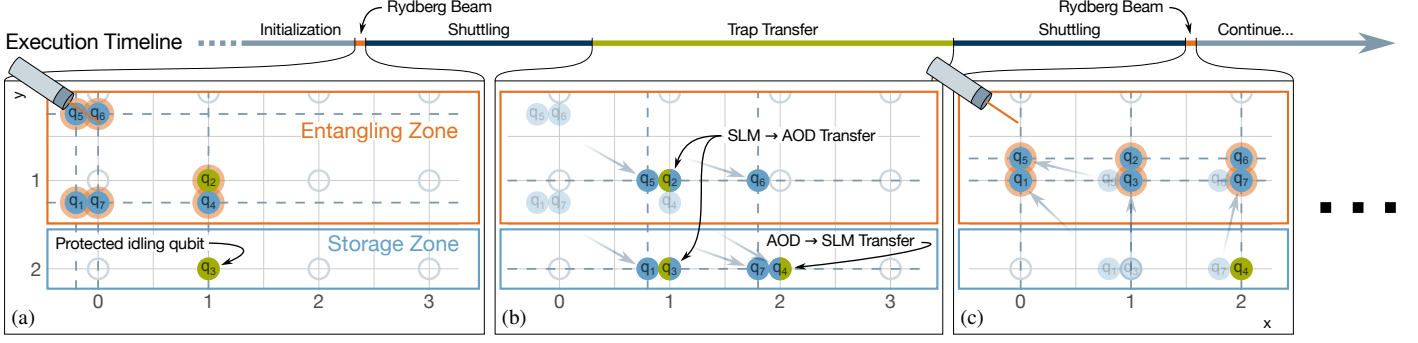 Rydberg Beam
Rydberg Beam
Initialization
Shuttling
Trap Transfer
Shuttling
Continue...
Execution Timeline
y
q5 q6
Entangling Zone
1
q2
q1 q7
q4
Protected idling qubit
Storage Zone
2
q3
0
1
2
3
(a)
q5 q6
SLM → AOD Transfer
q5 q2
q6
q1 q7
q4
AOD → SLM Transfer
q1 q3
q7 q4
0
1
2
3
(b)
q5
q2
q6
q1
q3
q7
q5
q6
q1 q3
q7 q4
0
1
2
(c)
x